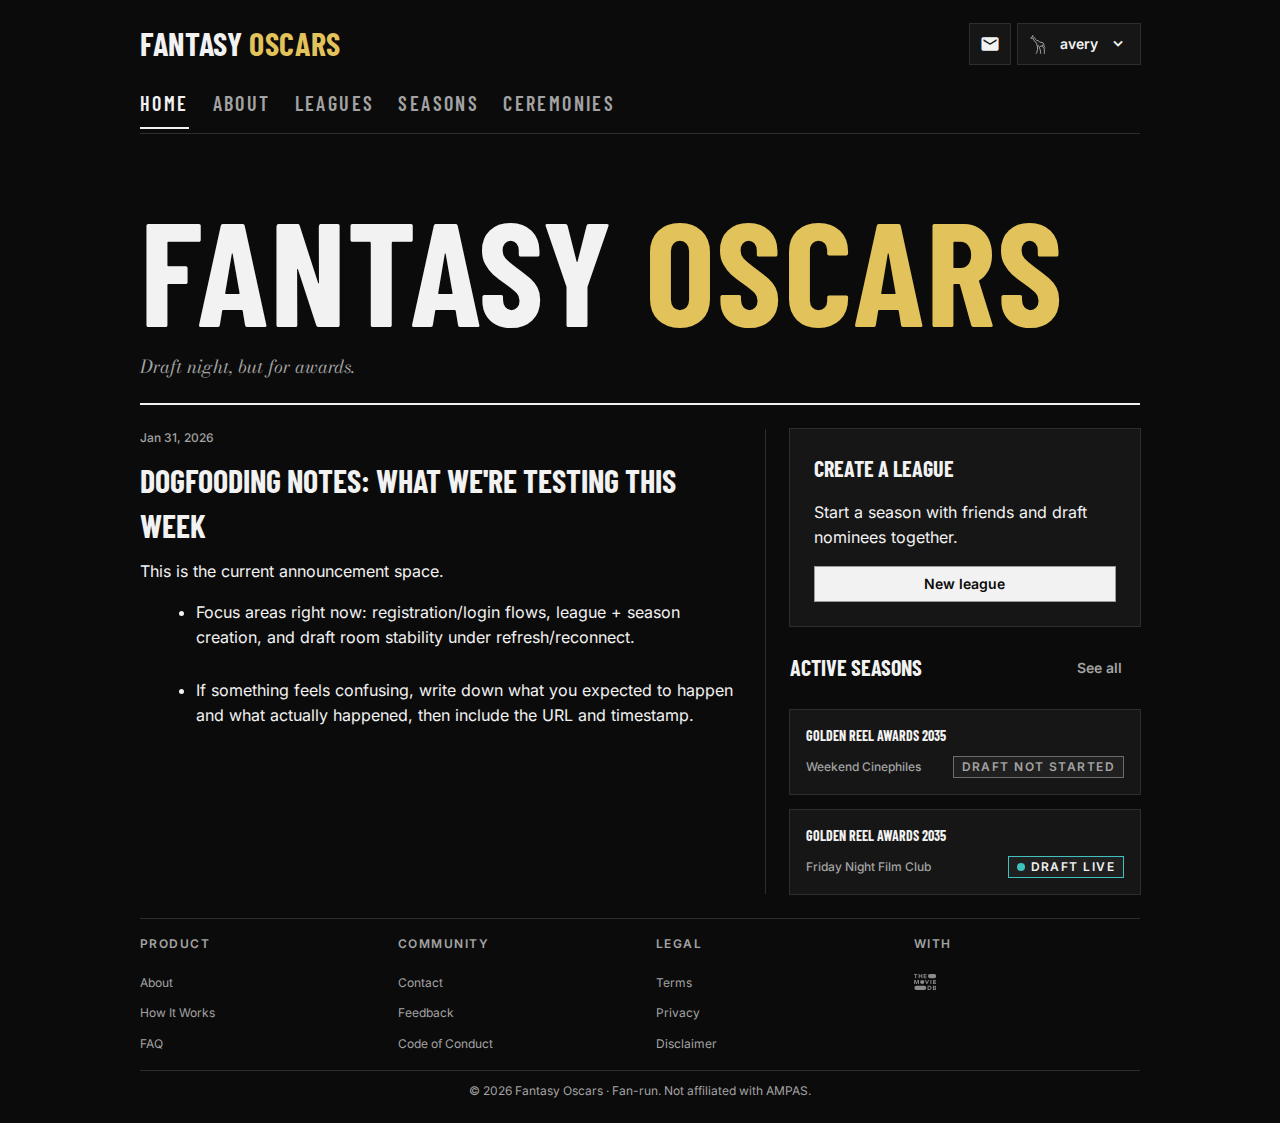 FANTASY OSCARS
avery
HOME ABOUT LEAGUES SEASONS CEREMONIES
FANTASY OSCARS
Draft night, but for awards.
Jan 31, 2026
DOGFOODING NOTES: WHAT WE'RE TESTING THIS
WEEK
This is the current announcement space.
• Focus areas right now: registration/login flows, league + season
creation, and draft room stability under refresh/reconnect.
• If something feels confusing, write down what you expected to happen
and what actually happened, then include the URL and timestamp.
CREATE A LEAGUE
Start a season with friends and draft
nominees together.
New league
ACTIVE SEASONS See all
GOLDEN REEL AWARDS 2035
Weekend Cinephiles DRAFT NOT STARTED
GOLDEN REEL AWARDS 2035
Friday Night Film Club DRAFT LIVE
PRODUCT
About
How It Works
FAQ
COMMUNITY
Contact
Feedback
Code of Conduct
LEGAL
Terms
Privacy
Disclaimer
WITH
THE
MOVIE
DB
© 2026 Fantasy Oscars · Fan-run. Not affiliated with AMPAS.